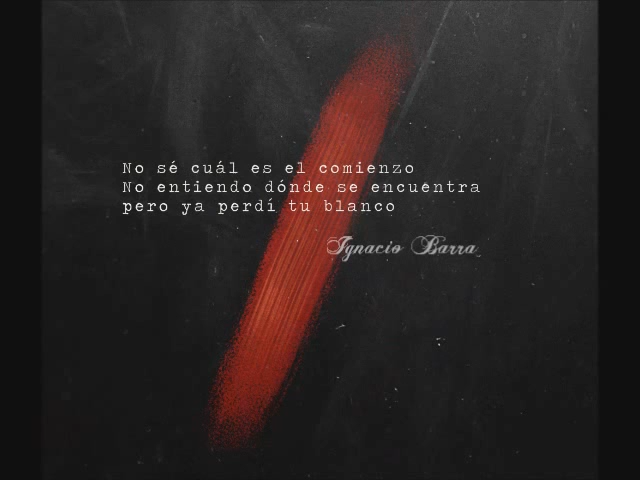 No sé cuál es el comienzo
No entiendo dónde se encuentra
pero ya perdí tu blanco
Ignacio Barra